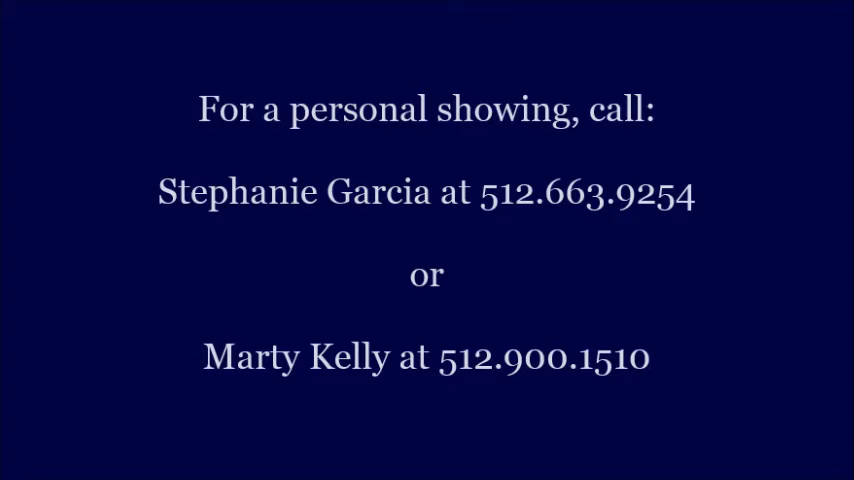 For a personal showing, call:
Stephanie Garcia at 512.663.9254
or
Marty Kelly at 512.900.1510